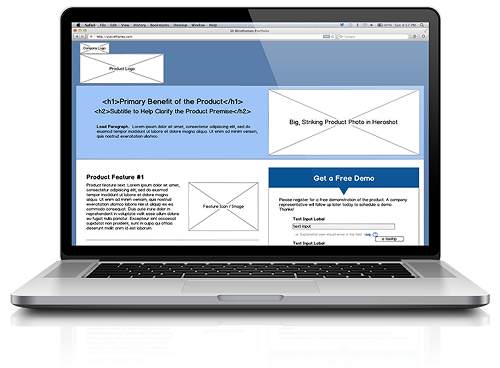 Safari File Edit View History Bookmarks Develop Window Help
Sun 4:57 PM
UI Wireframes Portfolio
Google
Company Logo
Product Logo
<h1>Primary Benefit of the Product</h1>
<h2>Subtitle to Help Clarify the Product Premise</h2>
Lead Paragraph. Lorem ipsum dolor sit amet,
consectetur adipisicing elit, sed do
eiusmod tempor incididunt ut labore et dolore magna aliqua. Ut enim ad minim veniam,
quis nostrud exercitation ullamco.
Big, Striking Product Photo in Heroshot
Product Feature #1
Product feature text. Lorem ipsum dolor sit amet,
consectetur adipisicing elit, sed do eiusmod
tempor incididunt ut labore et dolore magna
aliqua. Ut enim ad minim veniam, quis nostrud
exercitation ullamco laboris nisi ut aliquip ex ea
commodo consequat. Duis aute irure dolor in
reprehenderit in voluptate velit esse cillum dolore
eu fugiat nulla pariatur. Excepteur sint occaecat
cupidatat non proident, sunt in culpa qui officia
deserunt mollit anim id est laborum.
Feature Icon / Image
Get a Free Demo
Please register for a free demonstration of the product. A company
representative will follow up later today to schedule a demo.
Thanks!
Text Input Label
text input
Help
a tooltip
Text Input Label